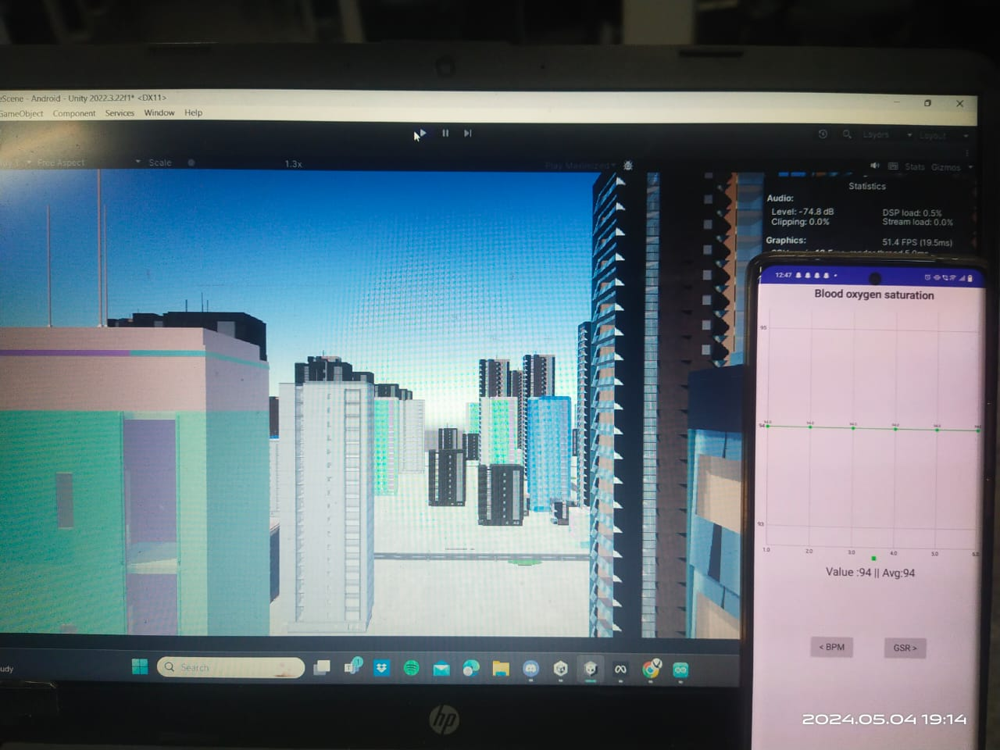 eScene - Android - Unity 2022.3.22f1* <DX11>
GameObject Component Services Window Help
Layers Layout
Free Aspect Scale 1.3x Play Maximized Stats Gizmos
Statistics
Audio:
Level: -74.8 dB DSP load: 0.5%
Clipping: 0.0% Stream load: 0.0%
Graphics: 51.4 FPS (19.5ms)
12:47
Blood oxygen saturation
95
94
93
1.0 2.0 3.0 4.0 5.0
Value :94 || Avg:94
< BPM GSR >
udy
Search
hp
2024.05.04 19:14